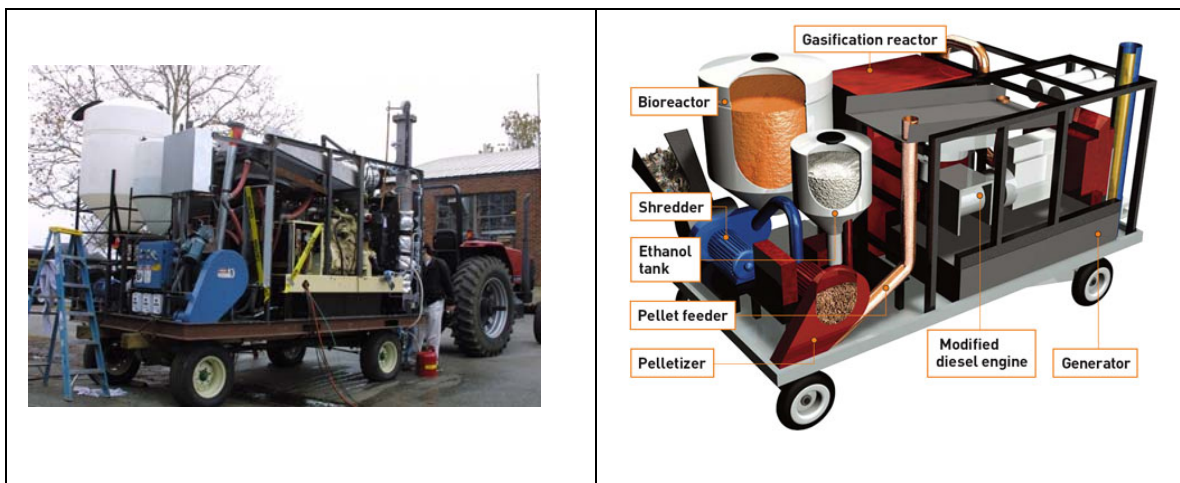 Gasification reactor
Bioreactor
Shredder
Ethanol
tank
Pellet feeder
Pelletizer
Modified
diesel engine
Generator